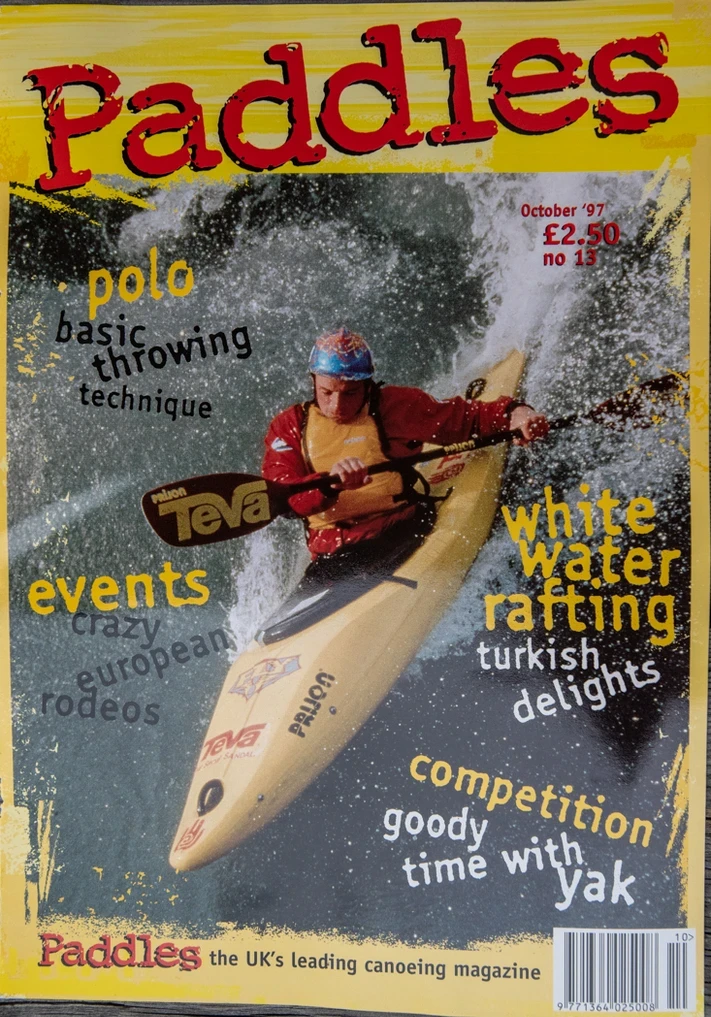 Paddles
October '97
£2.50
no 13
polo
basic
throwing
technique
PRIJON
PRIJON
Teva
white
water
rafting
turkish
delights
events
crazy
european
rodeos
PRIJON
Teva
competition
goody
time with
yak
Paddles the UK's leading canoeing magazine
10>
9 771364 025008